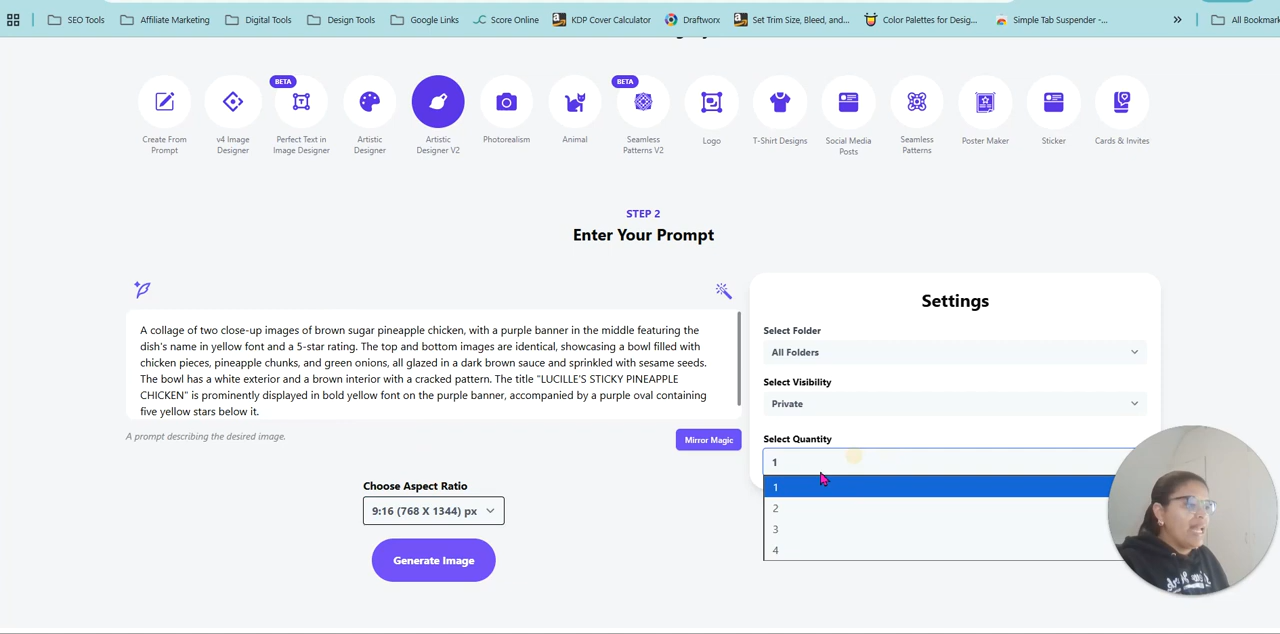 SEO Tools
Affiliate Marketing
Digital Tools
Design Tools
Google Links
Score Online
KDP Cover Calculator
Draftworx
Set Trim Size, Bleed, and...
Color Palettes for Desig...
Simple Tab Suspender -...
»
All Bookmar
BETA
BETA
Create From
Prompt
v4 Image
Designer
Perfect Text in
Image Designer
Artistic
Designer
Artistic
Designer V2
Photorealism
Animal
Seamless
Patterns V2
Logo
T-Shirt Designs
Social Media
Posts
Seamless
Patterns
Poster Maker
Sticker
Cards & Invites
STEP 2
Enter Your Prompt
A collage of two close-up images of brown sugar pineapple chicken, with a purple banner in the middle featuring the
dish's name in yellow font and a 5-star rating. The top and bottom images are identical, showcasing a bowl filled with
chicken pieces, pineapple chunks, and green onions, all glazed in a dark brown sauce and sprinkled with sesame seeds.
The bowl has a white exterior and a brown interior with a cracked pattern. The title "LUCILLE'S STICKY PINEAPPLE
CHICKEN" is prominently displayed in bold yellow font on the purple banner, accompanied by a purple oval containing
five yellow stars below it.
A prompt describing the desired image.
Mirror Magic
Choose Aspect Ratio
9:16 (768 X 1344) px
Generate Image
Settings
Select Folder
All Folders
Select Visibility
Private
Select Quantity
1
1
2
3
4